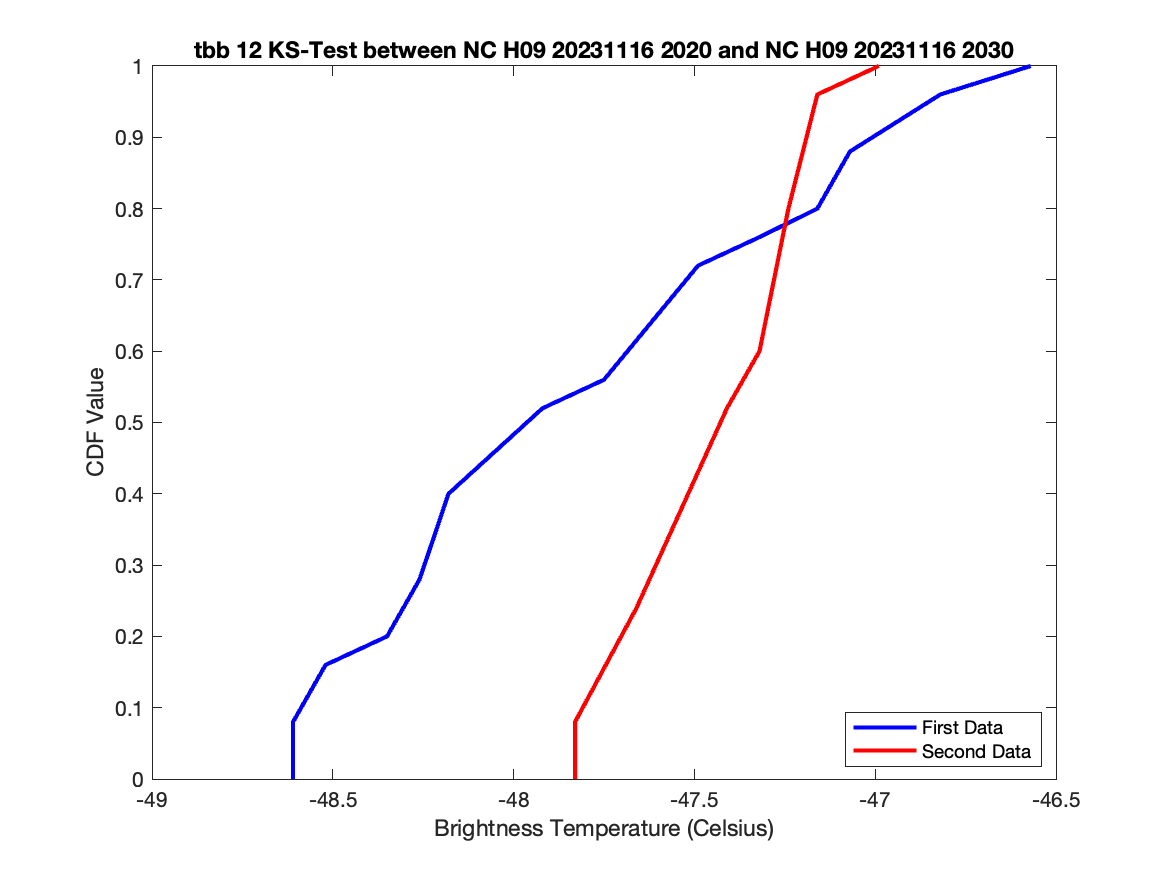 tbb 12 KS-Test between NC H09 20231116 2020 and NC H09 20231116 2030
1
0.9
0.8
0.7
0.6
0.5
0.4
0.3
0.2
0.1
0
CDF Value
First Data
Second Data
-49 -48.5 -48 -47.5 -47 -46.5
Brightness Temperature (Celsius)